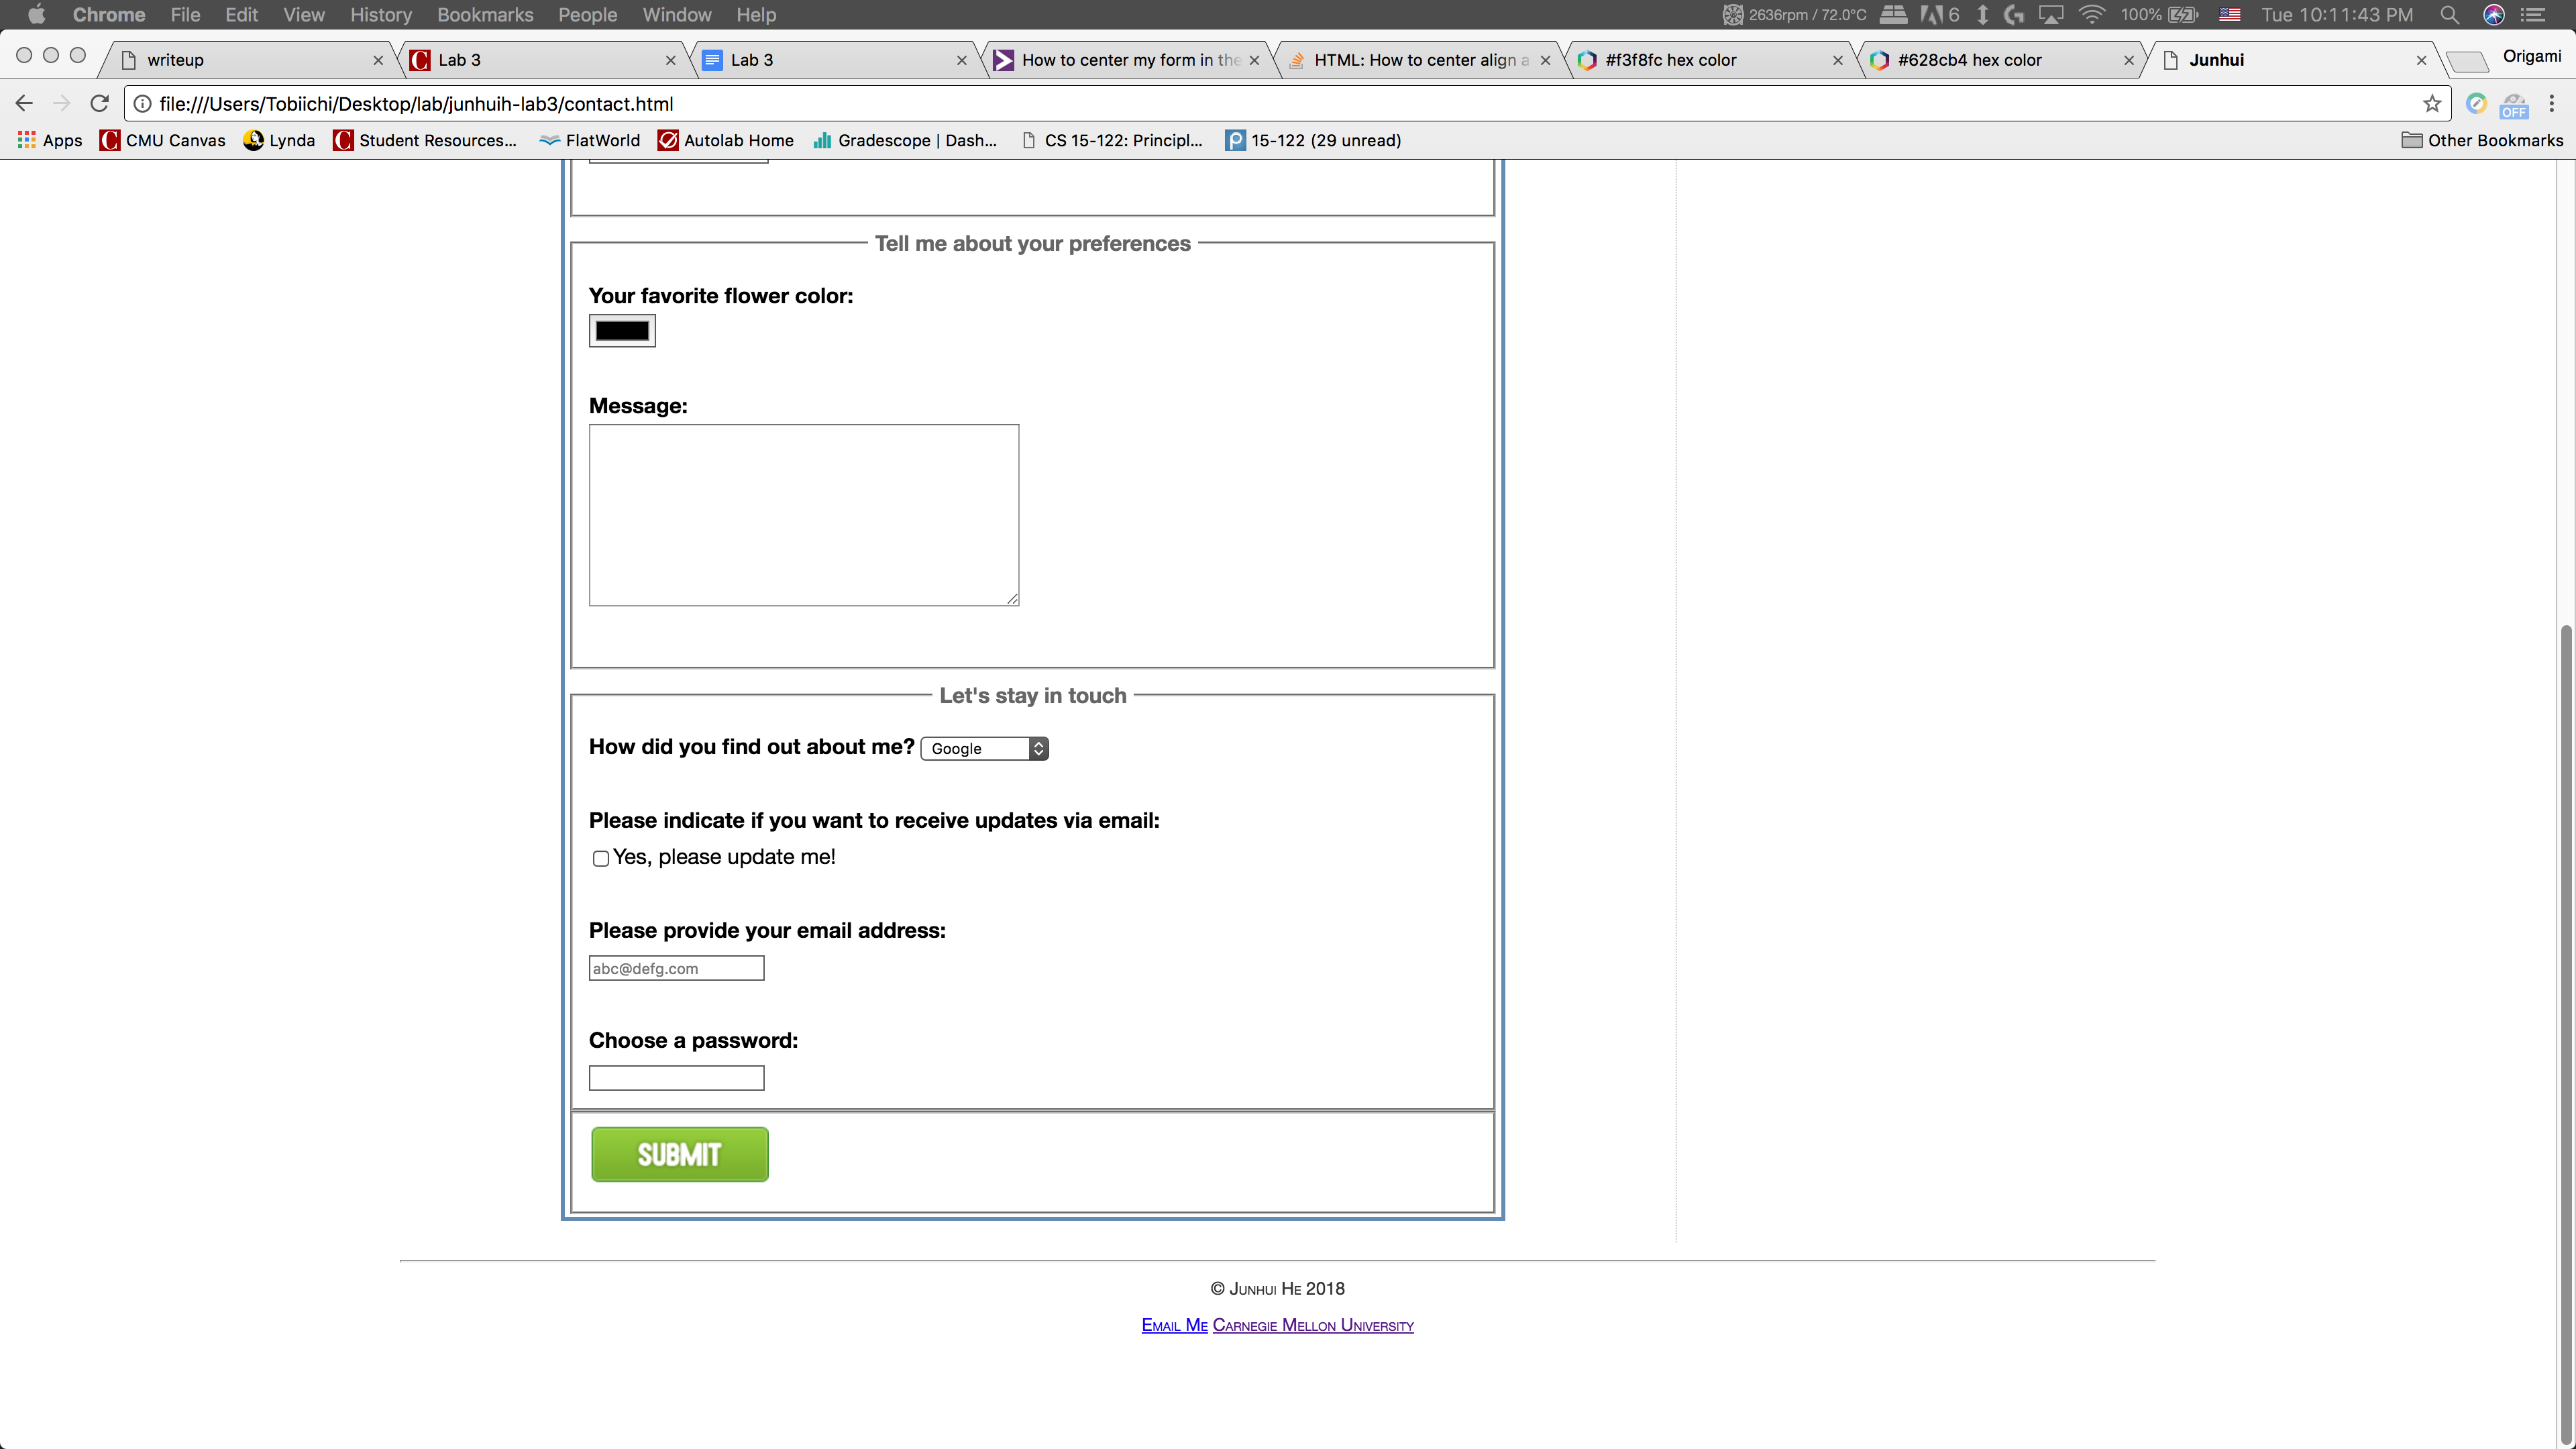 Chrome File Edit View History Bookmarks People Window Help 2636rpm / 72.0°C 6 100% Tue 10:11:43 PM
writeup Lab 3 Lab 3 How to center my form in the HTML: How to center align a #f3f8fc hex color #628cb4 hex color Junhui Origami
file:///Users/Tobiichi/Desktop/lab/junhuih-lab3/contact.html OFF
Apps CMU Canvas Lynda Student Resources... FlatWorld Autolab Home Gradescope | Dash... CS 15-122: Principl... 15-122 (29 unread) Other Bookmarks
Tell me about your preferences
Your favorite flower color:
Message:
Let's stay in touch
How did you find out about me? Google
Please indicate if you want to receive updates via email:
Yes, please update me!
Please provide your email address:
abc@defg.com
Choose a password:
SUBMIT
© Junhui He 2018
Email Me Carnegie Mellon University